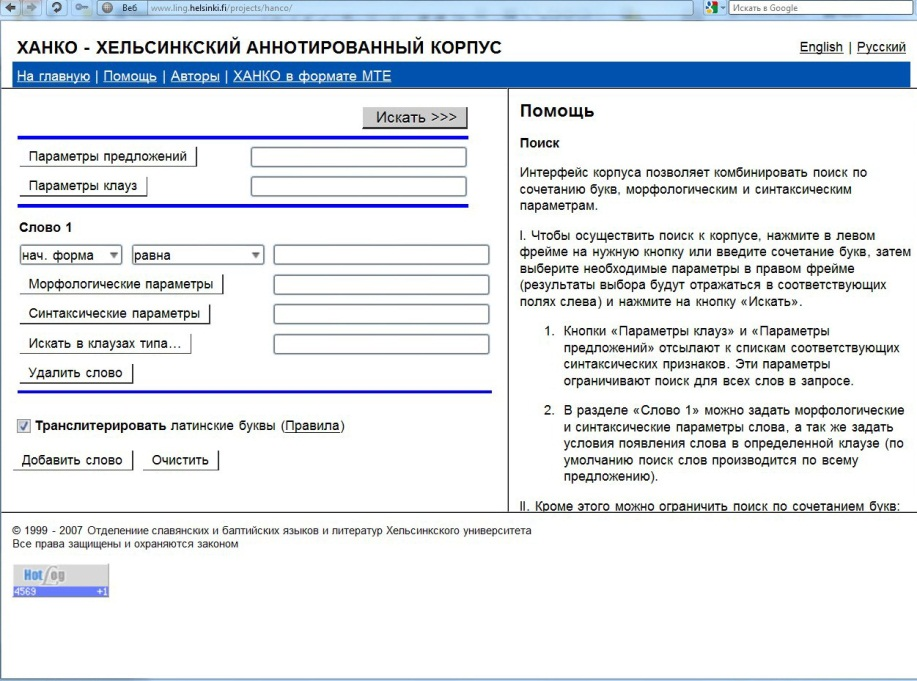 Веб
www.ling.helsinki.fi/projects/hanco/
Искать в Google
ХАНКО - ХЕЛЬСИНКСКИЙ АННОТИРОВАННЫЙ КОРПУС
English | Русский
На главную | Помощь | Авторы | ХАНКО в формате МТЕ
Искать >>>
Параметры предложений
Параметры клауз
Слово 1
нач. форма
равна
Морфологические параметры
Синтаксические параметры
Искать в клаузах типа...
Удалить слово
Транслитерировать латинские буквы (Правила)
Добавить слово
Очистить
Помощь
Поиск
Интерфейс корпуса позволяет комбинировать поиск по
сочетанию букв, морфологическим и синтаксическим
параметрам.
I. Чтобы осуществить поиск к корпусе, нажмите в левом
фрейме на нужную кнопку или введите сочетание букв, затем
выберите необходимые параметры в правом фрейме
(результаты выбора будут отражаться в соответствующих
полях слева) и нажмите на кнопку «Искать».
1. Кнопки «Параметры клауз» и «Параметры
предложений» отсылают к спискам соответствующих
синтаксических признаков. Эти параметры
ограничивают поиск для всех слов в запросе.
2. В разделе «Слово 1» можно задать морфологические
и синтаксические параметры слова, а так же задать
условия появления слова в определенной клаузе (по
умолчанию поиск слов производится по всему
предложению).
II. Кроме этого можно ограничить поиск по сочетанием букв:
© 1999 - 2007 Отделениие славянских и балтийских языков и литератур Хельсинкского университета
Все права защищены и охраняются законом
HotLog
4569 +1